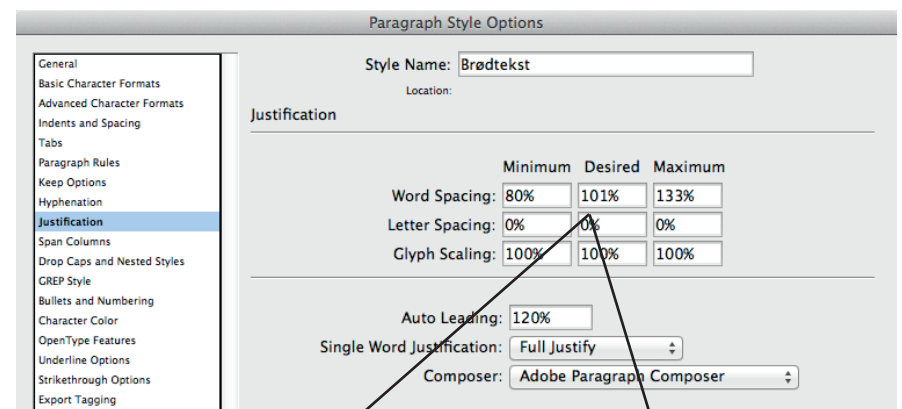 Paragraph Style Options
General
Basic Character Formats
Advanced Character Formats
Indents and Spacing
Tabs
Paragraph Rules
Keep Options
Hyphenation
Justification
Span Columns
Drop Caps and Nested Styles
GREP Style
Bullets and Numbering
Character Color
OpenType Features
Underline Options
Strikethrough Options
Export Tagging
Style Name: Brødtekst
Location:
Justification
Minimum Desired Maximum
Word Spacing: 80% 101% 133%
Letter Spacing: 0% 0% 0%
Glyph Scaling: 100% 100% 100%
Auto Leading: 120%
Single Word Justification: Full Justify
Composer: Adobe Paragraph Composer